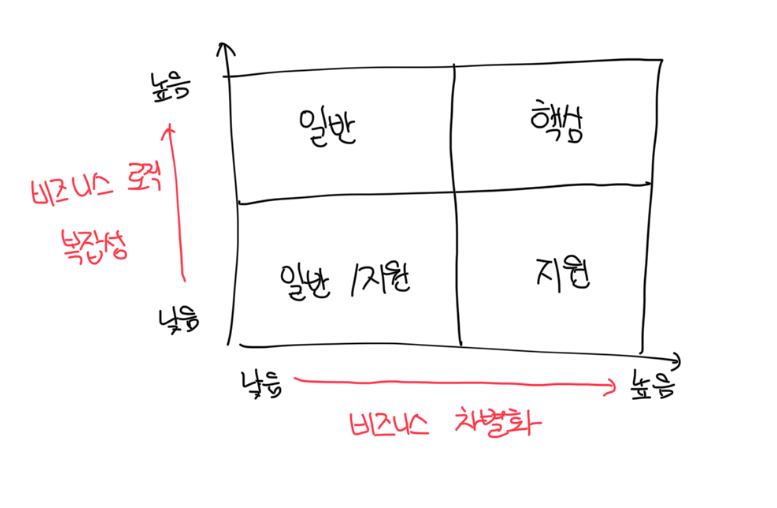 높음
일반
핵심
비즈니스 로직
복잡성
일반 /지원
지원
낮음
낮음
높음
비즈니스 차별화